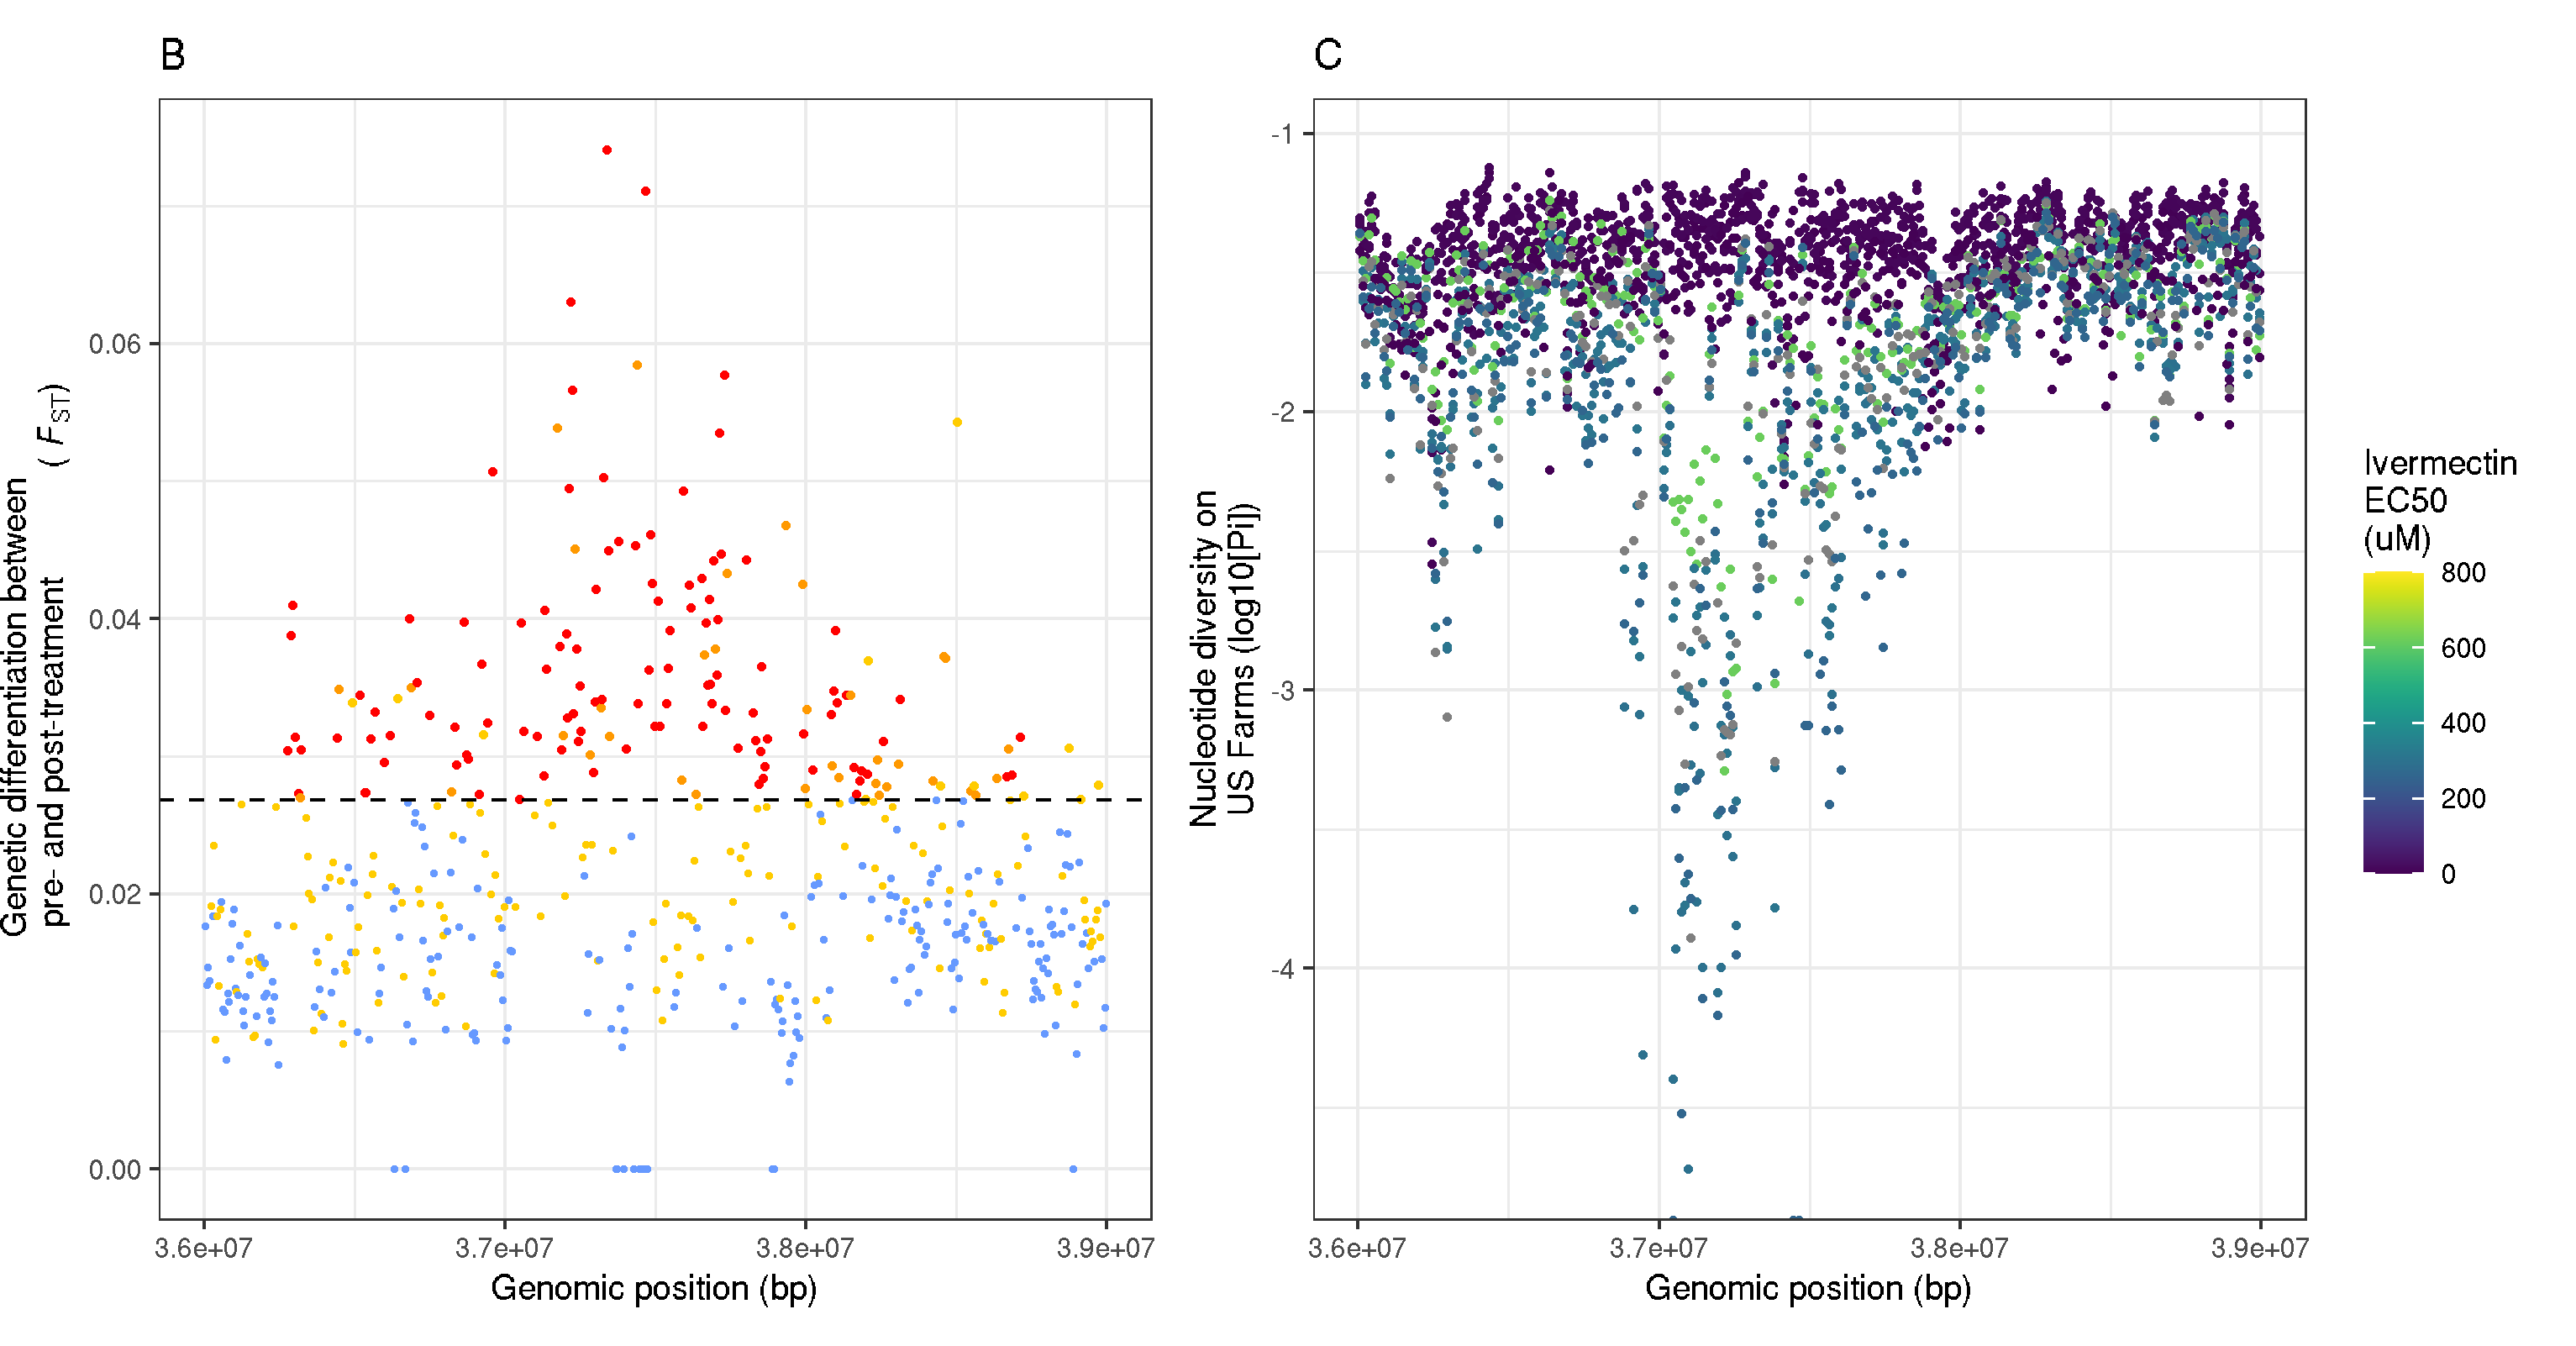 B
Genetic differentiation between
pre- and post-treatment (FST)
0.06
0.04
0.02
0.00
3.6e+07 3.7e+07 3.8e+07 3.9e+07
Genomic position (bp)
C
Nucleotide diversity on
US Farms (log10[Pi])
-1
-2
-3
-4
3.6e+07 3.7e+07 3.8e+07 3.9e+07
Genomic position (bp)
Ivermectin
EC50
(uM)
800
600
400
200
0